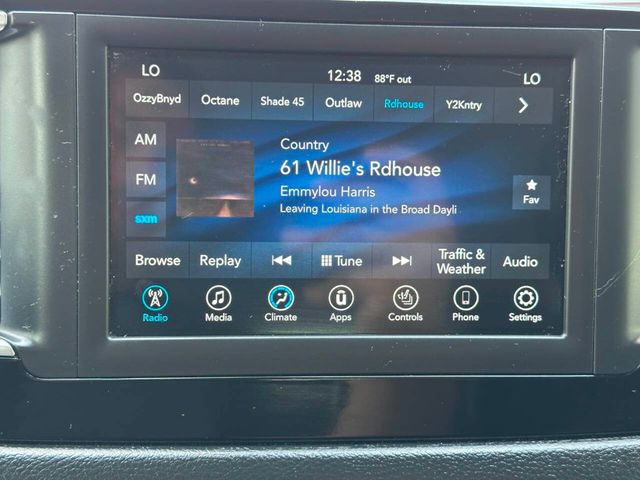 LO 12:38 88°F out LO
OzzyBnyd Octane Shade 45 Outlaw Rdhouse Y2Kntry
AM
FM
sxm
Country
61 Willie's Rdhouse
Emmylou Harris
Leaving Louisiana in the Broad Dayli
Fav
Browse Replay Tune Traffic & Weather Audio
Radio Media Climate Apps Controls Phone Settings